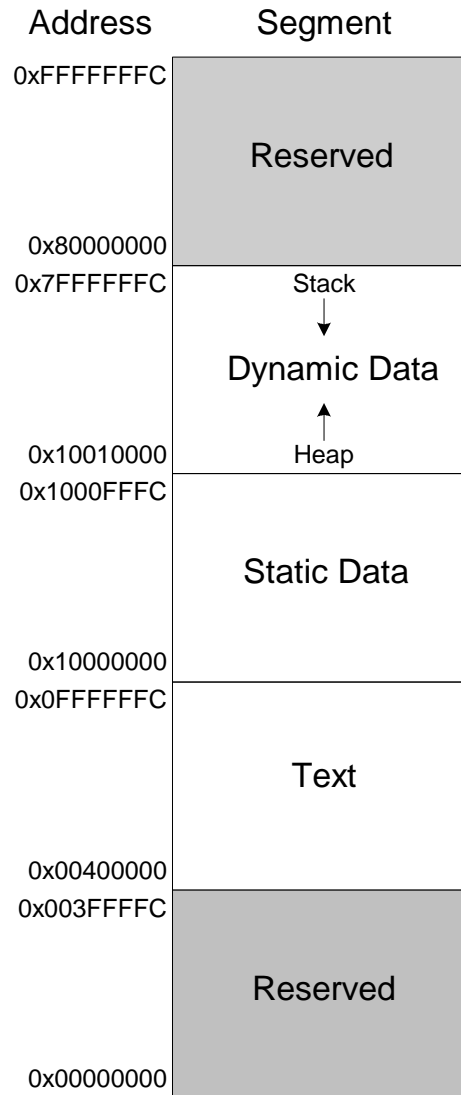 Address Segment
0xFFFFFFFC
Reserved
0x80000000
0x7FFFFFFC Stack
Dynamic Data
0x10010000 Heap
0x1000FFFC
Static Data
0x10000000
0x0FFFFFFC
Text
0x00400000
0x003FFFFC
Reserved
0x00000000